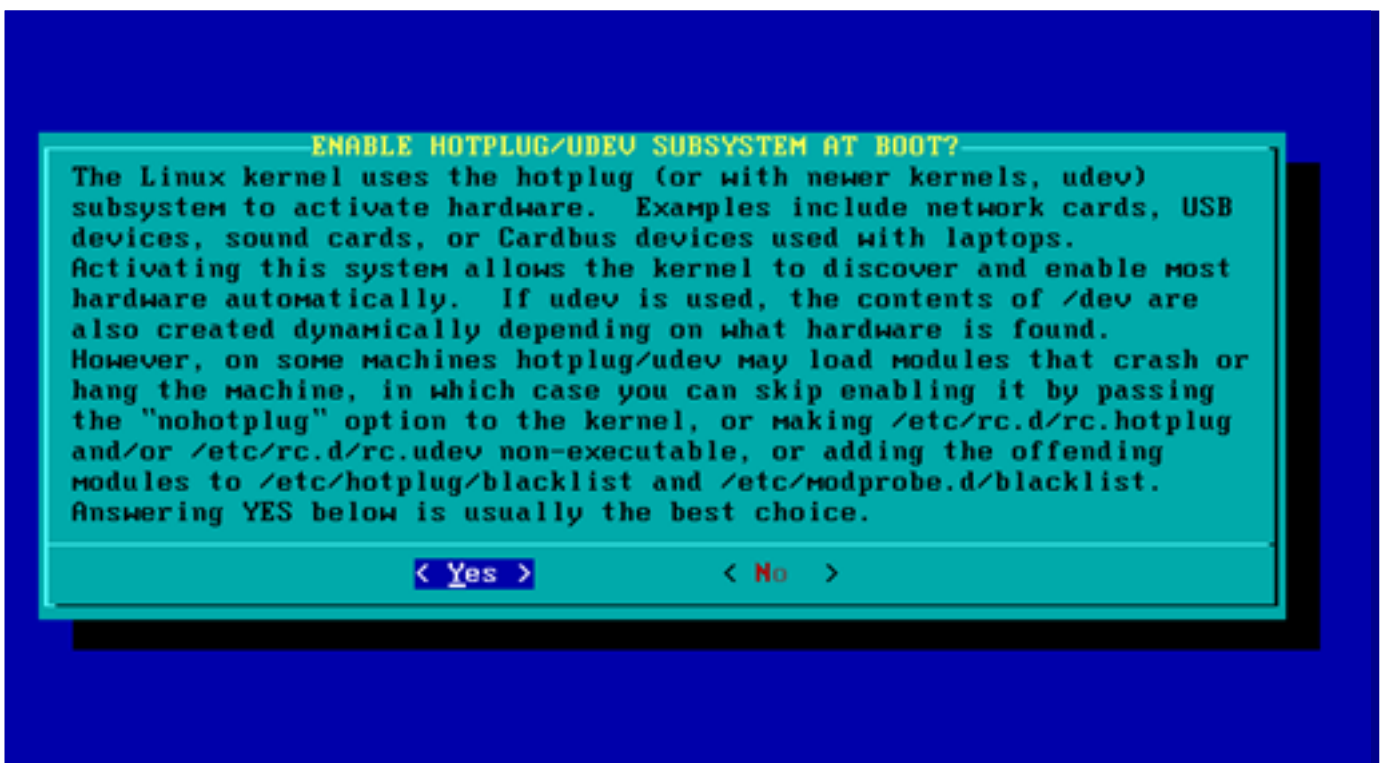 ENABLE HOTPLUG/UDEV SUBSYSTEM AT BOOT?
The Linux kernel uses the hotplug (or with newer kernels, udev)
subsystem to activate hardware.  Examples include network cards, USB
devices, sound cards, or Cardbus devices used with laptops.
Activating this system allows the kernel to discover and enable most
hardware automatically.  If udev is used, the contents of /dev are
also created dynamically depending on what hardware is found.
However, on some machines hotplug/udev may load modules that crash or
hang the machine, in which case you can skip enabling it by passing
the "nohotplug" option to the kernel, or making /etc/rc.d/rc.hotplug
and/or /etc/rc.d/rc.udev non-executable, or adding the offending
modules to /etc/hotplug/blacklist and /etc/modprobe.d/blacklist.
Answering YES below is usually the best choice.
< Yes > < No  >